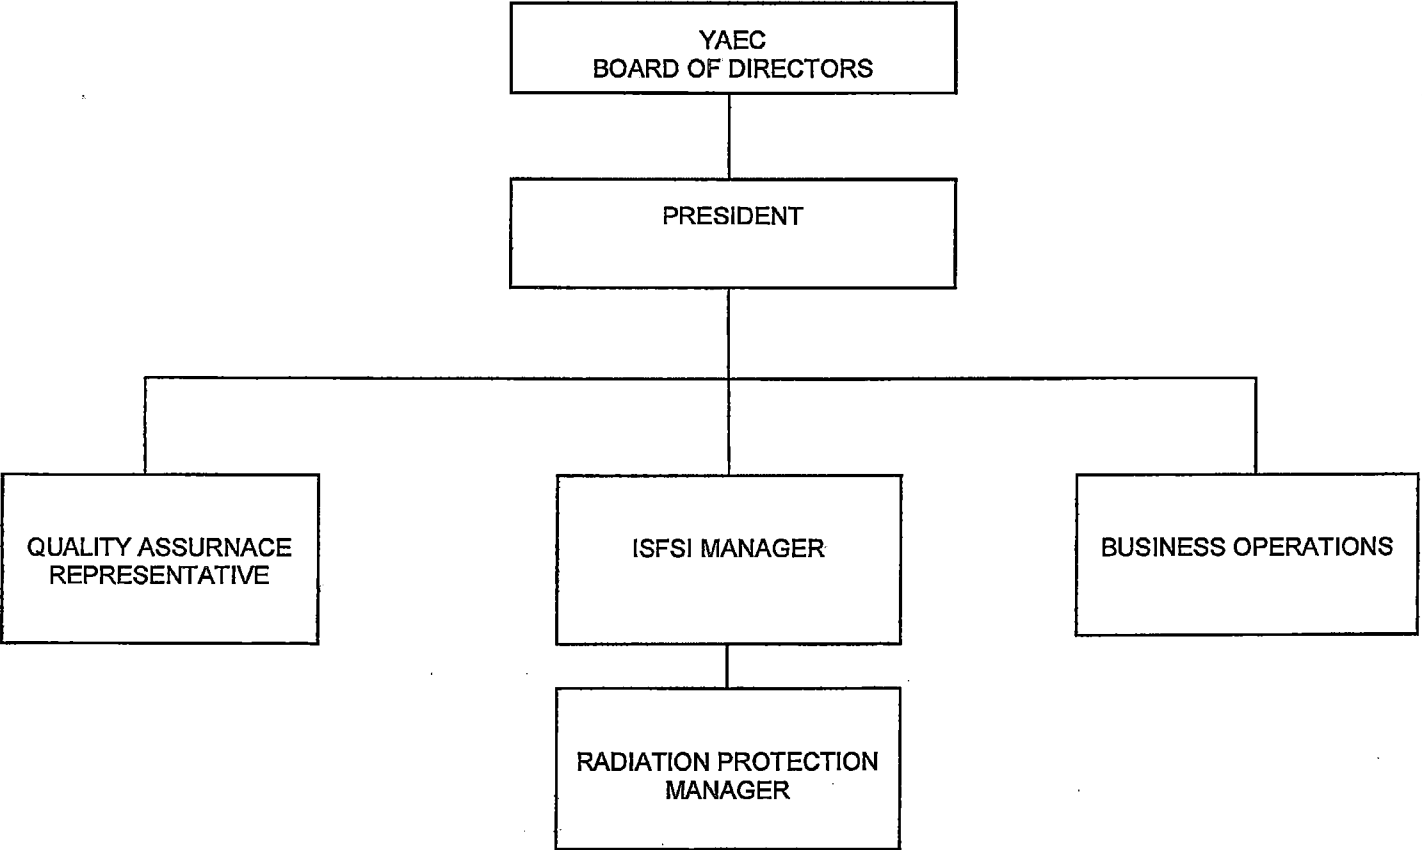 YAEC
BOARD OF DIRECTORS
PRESIDENT
QUALITY ASSURNACE
REPRESENTATIVE
ISFSI MANAGER
BUSINESS OPERATIONS
RADIATION PROTECTION
MANAGER